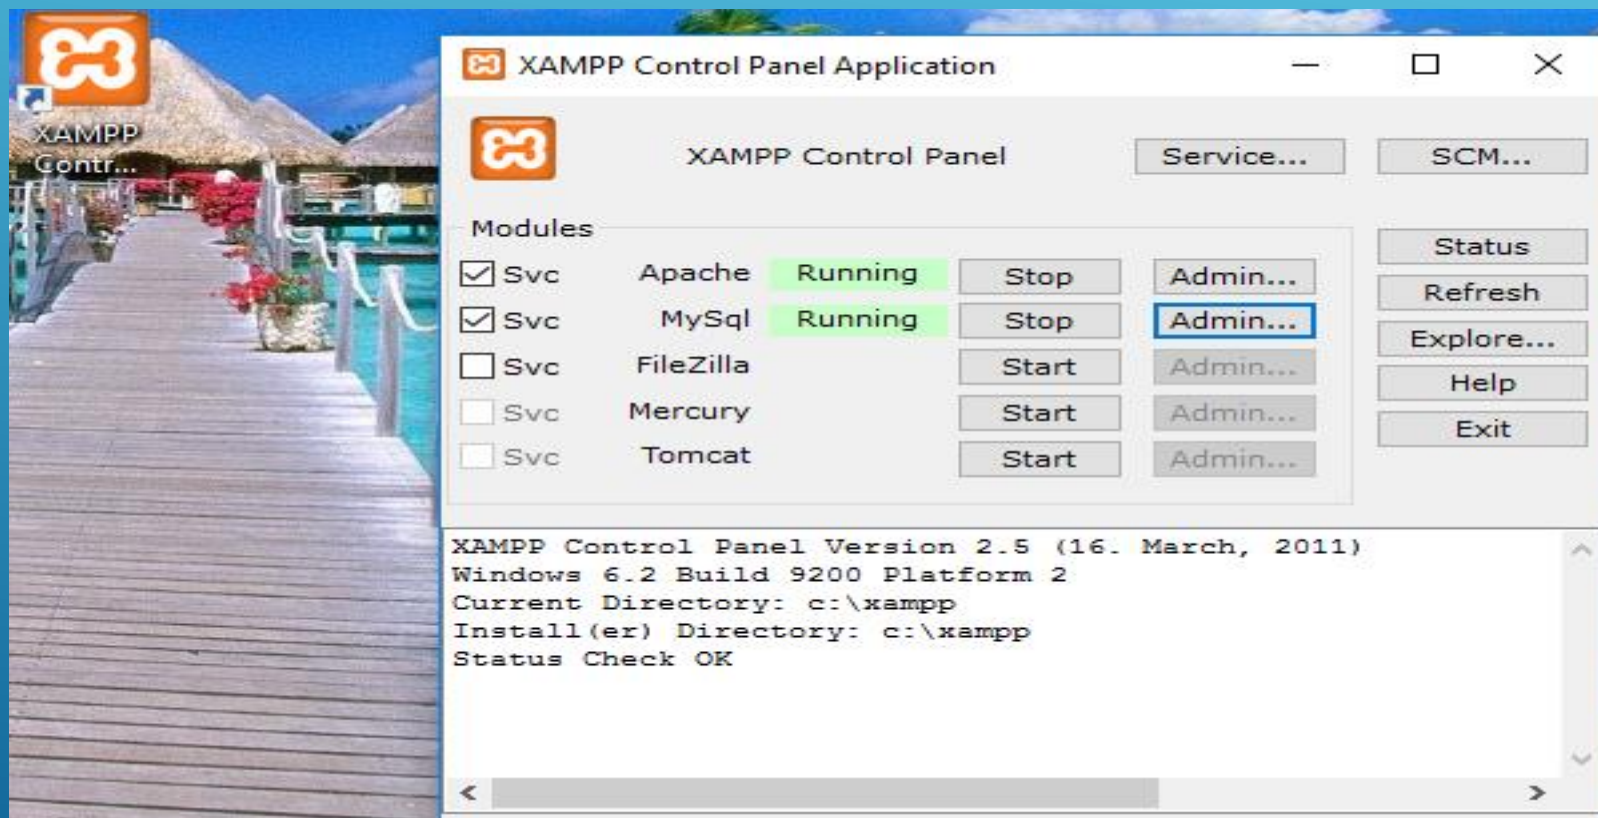 XAMPP
Contr...
XAMPP Control Panel Application
XAMPP Control Panel
Service...
SCM...
Modules
Svc Apache Running Stop Admin...
Svc MySql Running Stop Admin...
Svc FileZilla Start Admin...
Svc Mercury Start Admin...
Svc Tomcat Start Admin...
Status
Refresh
Explore...
Help
Exit
XAMPP Control Panel Version 2.5 (16. March, 2011)
Windows 6.2 Build 9200 Platform 2
Current Directory: c:\xampp
Install(er) Directory: c:\xampp
Status Check OK